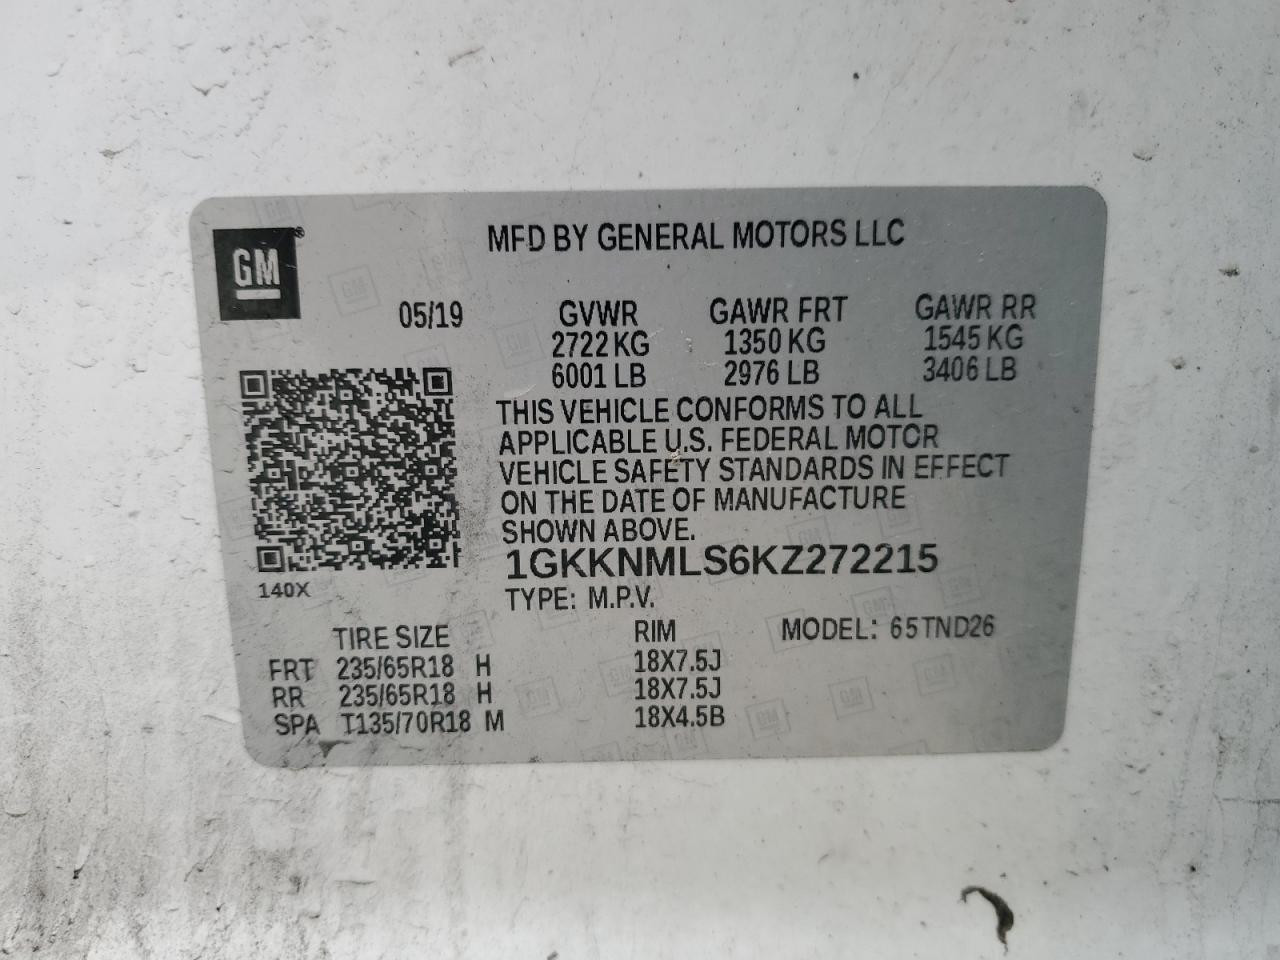 MFD BY GENERAL MOTORS LLC
GM®
05/19 GVWR GAWR FRT GAWR RR
2722 KG 1350 KG 1545 KG
6001 LB 2976 LB 3406 LB
THIS VEHICLE CONFORMS TO ALL
APPLICABLE U.S. FEDERAL MOTOR
VEHICLE SAFETY STANDARDS IN EFFECT
ON THE DATE OF MANUFACTURE
SHOWN ABOVE.
1GKKNMLS6KZ272215
140X
TYPE: M.P.V.
TIRE SIZE RIM MODEL: 65TND26
FRT 235/65R18 H 18X7.5J
RR 235/65R18 H 18X7.5J
SPA T135/70R18 M 18X4.5B